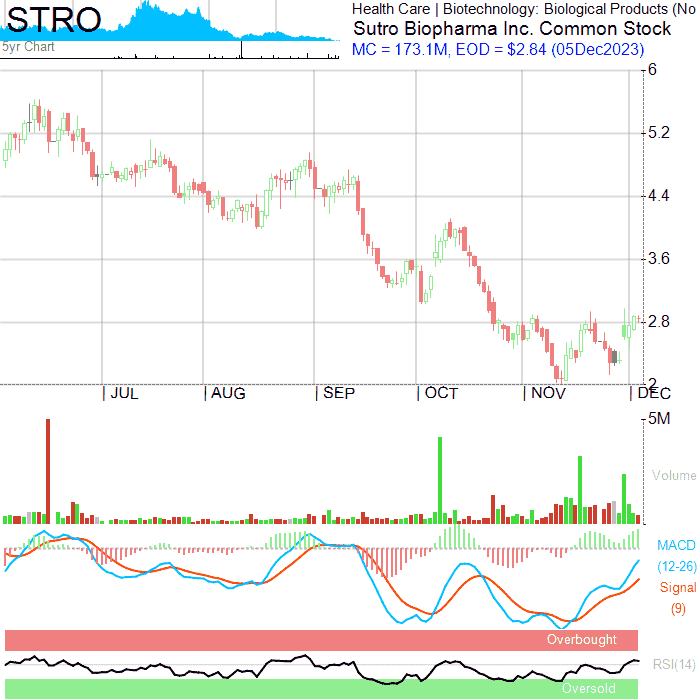 STRO
5yr Chart
Health Care | Biotechnology: Biological Products (No
Sutro Biopharma Inc. Common Stock
MC = 173.1M, EOD = $2.84 (05Dec2023)
6
5.2
4.4
3.6
2.8
2
JUL AUG SEP OCT NOV DEC
5M
Volume
MACD
(12-26)
Signal
(9)
Overbought
RSI(14)
Oversold